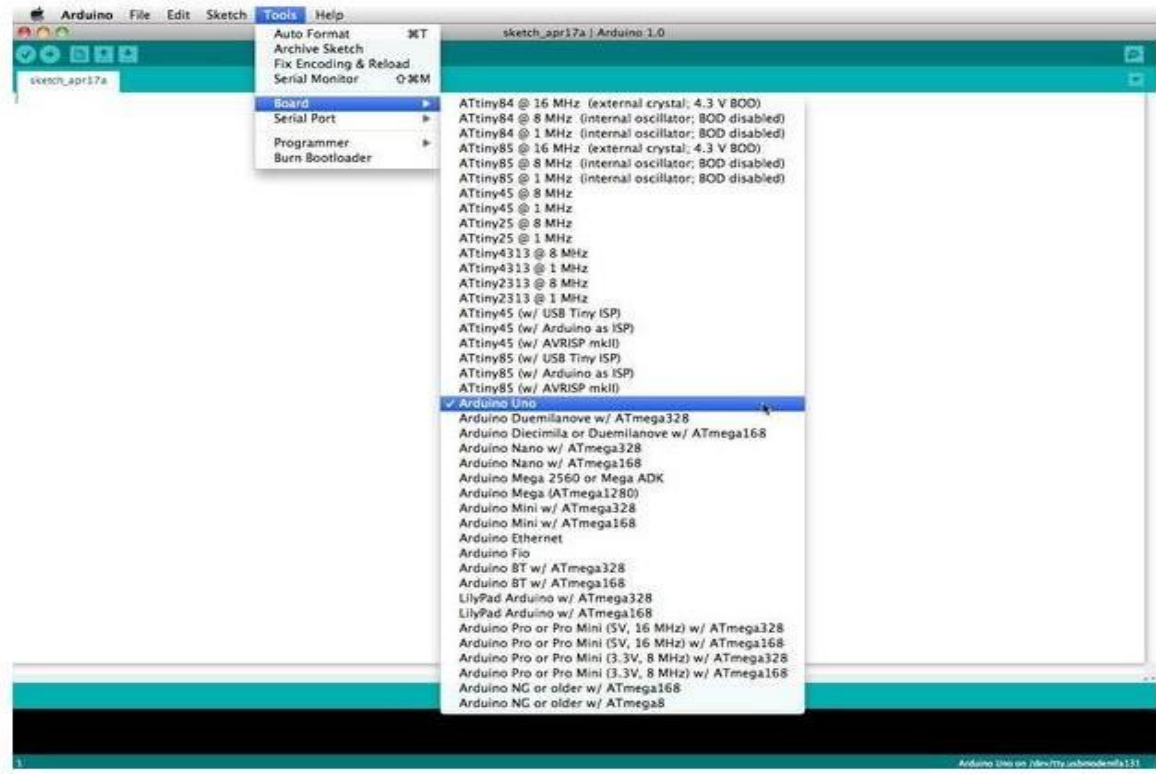 Arduino File Edit Sketch Tools Help
sketch_apr17a | Arduino 1.0
sketch_apr17a
Auto Format ⌘T
Archive Sketch
Fix Encoding & Reload
Serial Monitor ⇧⌘M
Board
Serial Port
Programmer
Burn Bootloader
ATtiny84 @ 16 MHz (external crystal; 4.3 V BOD)
ATtiny84 @ 8 MHz (internal oscillator; BOD disabled)
ATtiny84 @ 1 MHz (internal oscillator; BOD disabled)
ATtiny85 @ 16 MHz (external crystal; 4.3 V BOD)
ATtiny85 @ 8 MHz (internal oscillator; BOD disabled)
ATtiny85 @ 1 MHz (internal oscillator; BOD disabled)
ATtiny45 @ 8 MHz
ATtiny45 @ 1 MHz
ATtiny25 @ 8 MHz
ATtiny25 @ 1 MHz
ATtiny4313 @ 8 MHz
ATtiny4313 @ 1 MHz
ATtiny2313 @ 8 MHz
ATtiny2313 @ 1 MHz
ATtiny45 (w/ USB Tiny ISP)
ATtiny45 (w/ Arduino as ISP)
ATtiny45 (w/ AVRISP mkII)
ATtiny85 (w/ USB Tiny ISP)
ATtiny85 (w/ Arduino as ISP)
ATtiny85 (w/ AVRISP mkII)
✓ Arduino Uno
Arduino Duemilanove w/ ATmega328
Arduino Diecimila or Duemilanove w/ ATmega168
Arduino Nano w/ ATmega328
Arduino Nano w/ ATmega168
Arduino Mega 2560 or Mega ADK
Arduino Mega (ATmega1280)
Arduino Mini w/ ATmega328
Arduino Mini w/ ATmega168
Arduino Ethernet
Arduino Fio
Arduino BT w/ ATmega328
Arduino BT w/ ATmega168
LilyPad Arduino w/ ATmega328
LilyPad Arduino w/ ATmega168
Arduino Pro or Pro Mini (5V, 16 MHz) w/ ATmega328
Arduino Pro or Pro Mini (5V, 16 MHz) w/ ATmega168
Arduino Pro or Pro Mini (3.3V, 8 MHz) w/ ATmega328
Arduino Pro or Pro Mini (3.3V, 8 MHz) w/ ATmega168
Arduino NG or older w/ ATmega168
Arduino NG or older w/ ATmega8
1
Arduino Uno on